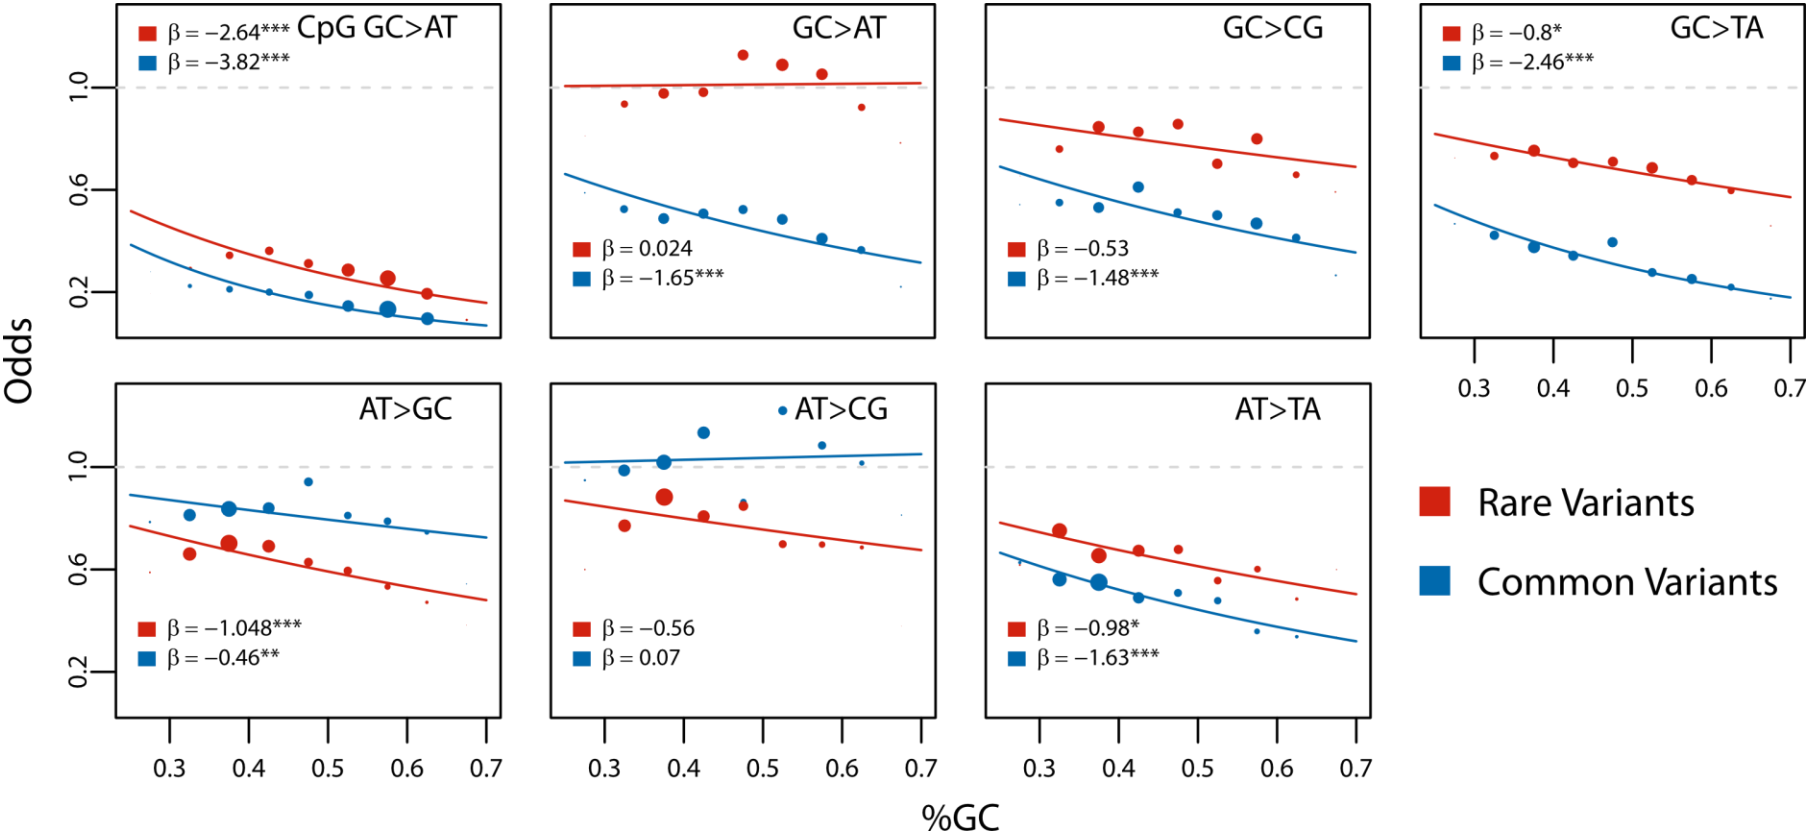 CpG GC>AT
β = −2.64***
β = −3.82***
GC>AT
β = 0.024
β = −1.65***
GC>CG
β = −0.53
β = −1.48***
GC>TA
β = −0.8*
β = −2.46***
1.0
0.6
0.2
0.3 0.4 0.5 0.6 0.7
Odds
AT>GC
β = −1.048***
β = −0.46**
AT>CG
β = −0.56
β = 0.07
AT>TA
β = −0.98*
β = −1.63***
1.0
0.6
0.2
0.3 0.4 0.5 0.6 0.7
0.3 0.4 0.5 0.6 0.7
0.3 0.4 0.5 0.6 0.7
%GC
Rare Variants
Common Variants